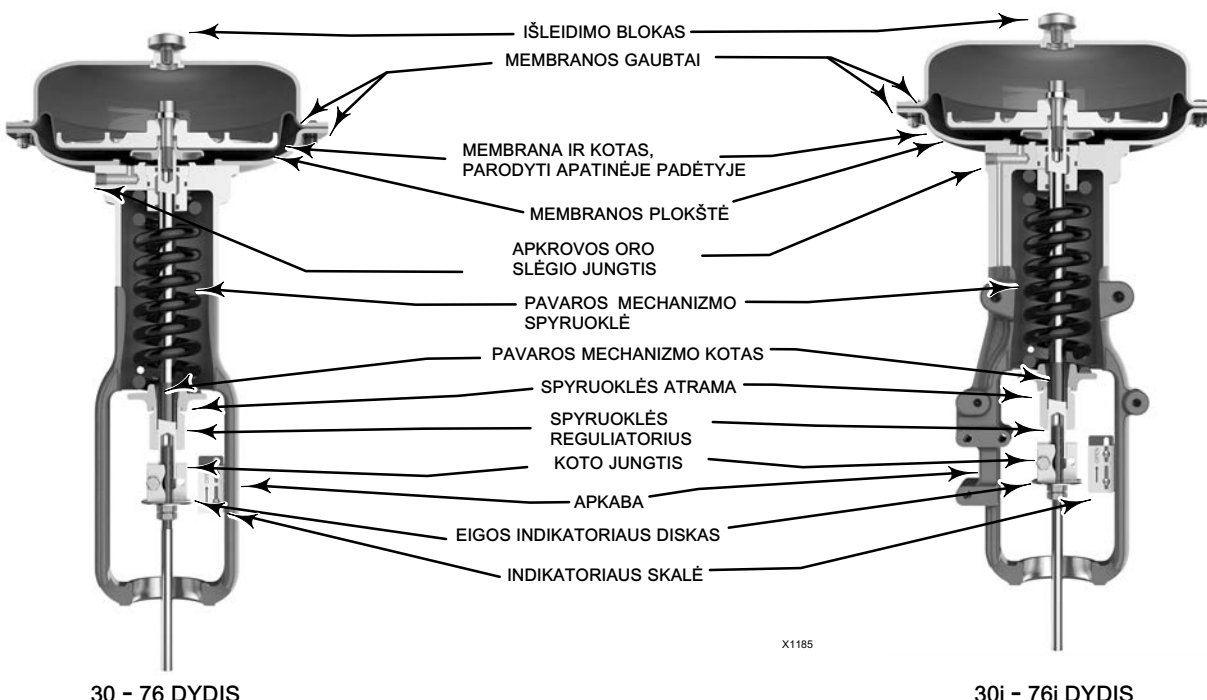 IŠLEIDIMO BLOKAS
MEMBRANOS GAUBTAI
MEMBRANA IR KOTAS,
PARODYTI APATINĖJE PADĖTYJE
MEMBRANOS PLOKŠTĖ
APKROVOS ORO
SLĖGIO JUNGTIS
PAVAROS MECHANIZMO
SPYRUOKLĖ
PAVAROS MECHANIZMO KOTAS
SPYRUOKLĖS ATRAMA
SPYRUOKLĖS
REGULIATORIUS
KOTO JUNGTIS
APKABA
EIGOS INDIKATORIAUS DISKAS
INDIKATORIAUS SKALĖ
X1185
30 - 76 DYDIS
30i - 76i DYDIS